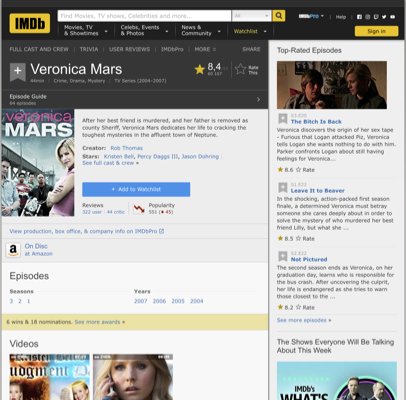 IMDb
Find Movies, TV shows, Celebrities and more...
All
IMDbPro
Help
Movies, TV
& Showtimes
Celebs, Events
& Photos
News &
Community
Watchlist
Sign in
FULL CAST AND CREW | TRIVIA | USER REVIEWS | IMDbPro | MORE
SHARE
Veronica Mars
44min | Crime, Drama, Mystery | TV Series (2004–2007)
8,4
Rate
This
Episode Guide
64 episodes
MARS
After her best friend is murdered, and her father is removed as
county Sheriff, Veronica Mars dedicates her life to cracking the
toughest mysteries in the affluent town of Neptune.
Creator: Rob Thomas
Stars: Kristen Bell, Percy Daggs III, Jason Dohring |
See full cast & crew »
+ Add to Watchlist
Reviews
322 user | 44 critic
Popularity
551
View production, box office, & company info on IMDbPro
On Disc
at Amazon
Episodes
Seasons
3 2 1
Years
2007 2006 2005 2004
6 wins & 18 nominations. See more awards »
Videos
Top-Rated Episodes
S3.E20
The Bitch Is Back
Veronica discovers the origin of her sex tape
- Furious that Logan attacked Piz, Veronica
tells Logan she wants nothing to do with him.
Parker confronts Logan about still having
feelings for Veronica...
8.6 Rate
S1.E22
Leave It to Beaver
In the shocking, action-packed first season
finale, a determined Veronica must betray
someone she cares deeply about in order to
solve the mystery of who murdered her best
friend Lilly, but what she ...
8.5 Rate
S2.E22
Not Pictured
The second season ends as Veronica, on her
graduation day, learns who is responsible for
the bus crash. After uncovering the culprit,
her life is endangered as she tries to warn
those closest to the ...
8.2 Rate
See more episodes »
The Shows Everyone Will Be Talking
About This Week
IMDb's
WHAT'S